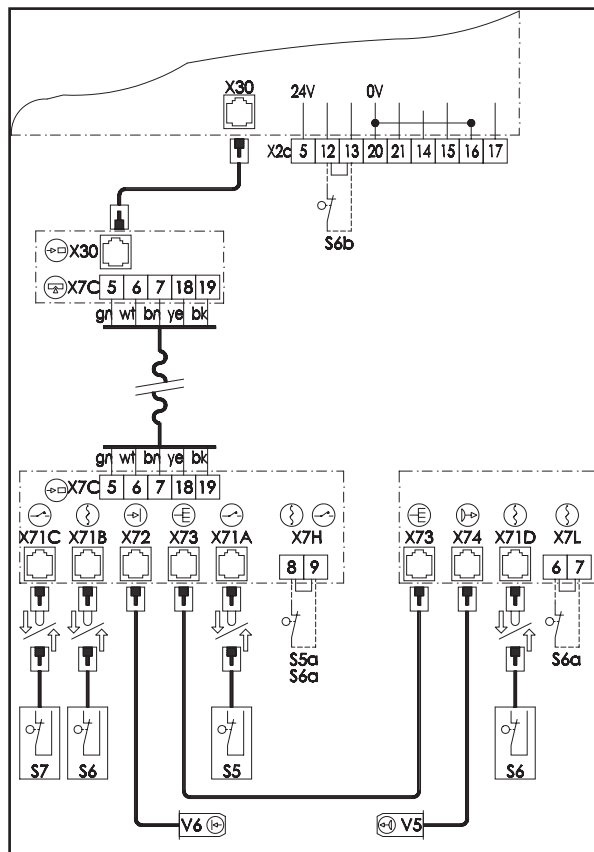 X30 24V 0V
X2c 5 12 13 20 21 14 15 16 17
S6b
X30
X7C 5 6 7 18 19
gn wt bn ye bk
gn wt bn ye bk
X7C 5 6 7 18 19
X71C X71B X72 X73 X71A X7H X73 X74 X71D X7L
8 9 6 7
S5a S6a
S6a
S7 S6 S5 S6
V6 V5